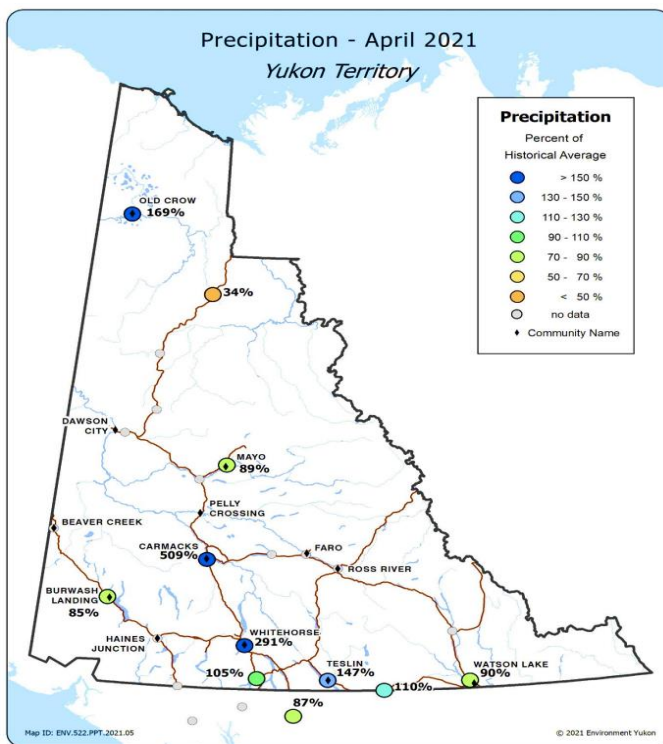 Precipitation - April 2021
Yukon Territory
Precipitation
Percent of
Historical Average
> 150 %
130 - 150 %
110 - 130 %
90 - 110 %
70 - 90 %
50 - 70 %
< 50 %
no data
Community Name
OLD CROW
169%
34%
DAWSON
CITY
MAYO
89%
PELLY
CROSSING
BEAVER CREEK
CARMACKS
509%
FARO
ROSS RIVER
BURWASH
LANDING
85%
HAINES
JUNCTION
WHITEHORSE
291%
105%
TESLIN
147%
WATSON LAKE
90%
110%
87%
Map ID: ENV.522.PPT.2021.05
© 2021 Environment Yukon